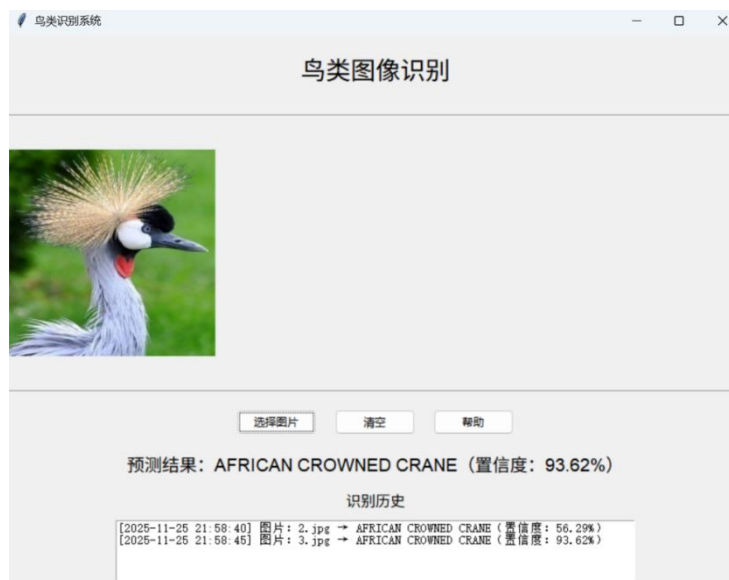 鸟类识别系统
鸟类图像识别
选择图片 清空 帮助
预测结果：AFRICAN CROWNED CRANE（置信度：93.62%）
识别历史
[2025-11-25 21:58:40] 图片: 2.jpg → AFRICAN CROWNED CRANE（置信度: 56.29%）
[2025-11-25 21:58:45] 图片: 3.jpg → AFRICAN CROWNED CRANE（置信度: 93.62%）